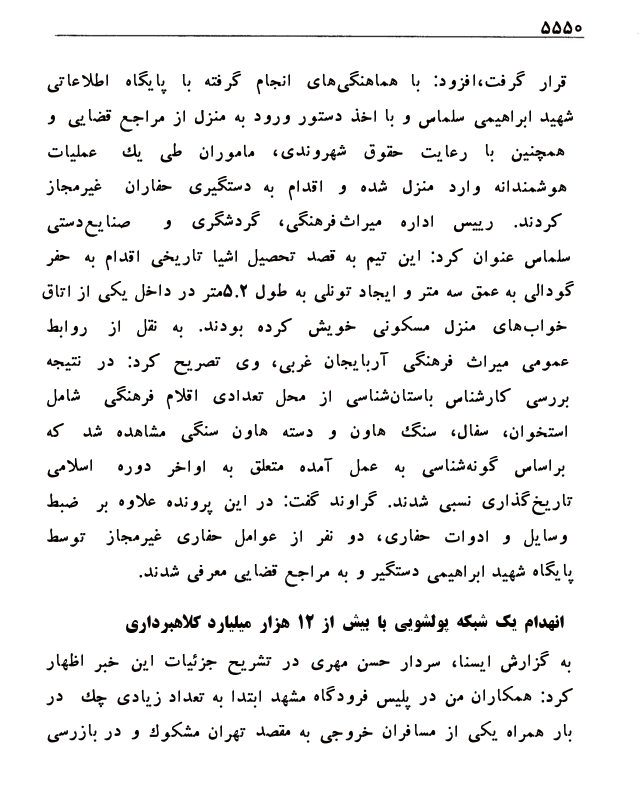 ۵۵۵۰
قرار گرفت،افزود: با هماهنگی‌های انجام گرفته با پایگاه اطلاعاتی
شهید ابراهیمی سلماس و با اخذ دستور ورود به منزل از مراجع قضایی و
همچنین با رعایت حقوق شهروندی، ماموران طی یك عملیات
هوشمندانه وارد منزل شده و اقدام به دستگیری حفاران غیرمجاز
کردند. رییس اداره میراث‌فرهنگی، گردشگری و صنایع‌دستی
سلماس عنوان کرد: این تیم به قصد تحصیل اشیا تاریخی اقدام به حفر
گودالی به عمق سه متر و ایجاد تونلی به طول ۵.۲متر در داخل یکی از اتاق
خواب‌های منزل مسکونی خویش کرده بودند. به نقل از روابط
عمومی میراث فرهنگی آربایجان غربی، وی تصریح کرد: در نتیجه
بررسی کارشناس باستان‌شناسی از محل تعدادی اقلام فرهنگی شامل
استخوان، سفال، سنگ هاون و دسته هاون سنگی مشاهده شد که
براساس گونه‌شناسی به عمل آمده متعلق به اواخر دوره اسلامی
تاریخ‌گذاری نسبی شدند. گراوند گفت: در این پرونده علاوه بر ضبط
وسایل و ادوات حفاری، دو نفر از عوامل حفاری غیرمجاز توسط
پایگاه شهید ابراهیمی دستگیر و به مراجع قضایی معرفی شدند.
انهدام یک شبکه پولشویی با بیش از ۱۲ هزار میلیارد کلاهبرداری
به گزارش ایسنا، سردار حسن مهری در تشریح جزئیات این خبر اظهار
کرد: همکاران من در پلیس فرودگاه مشهد ابتدا به تعداد زیادی چك در
بار همراه یکی از مسافران خروجی به مقصد تهران مشکوك و در بازرسی